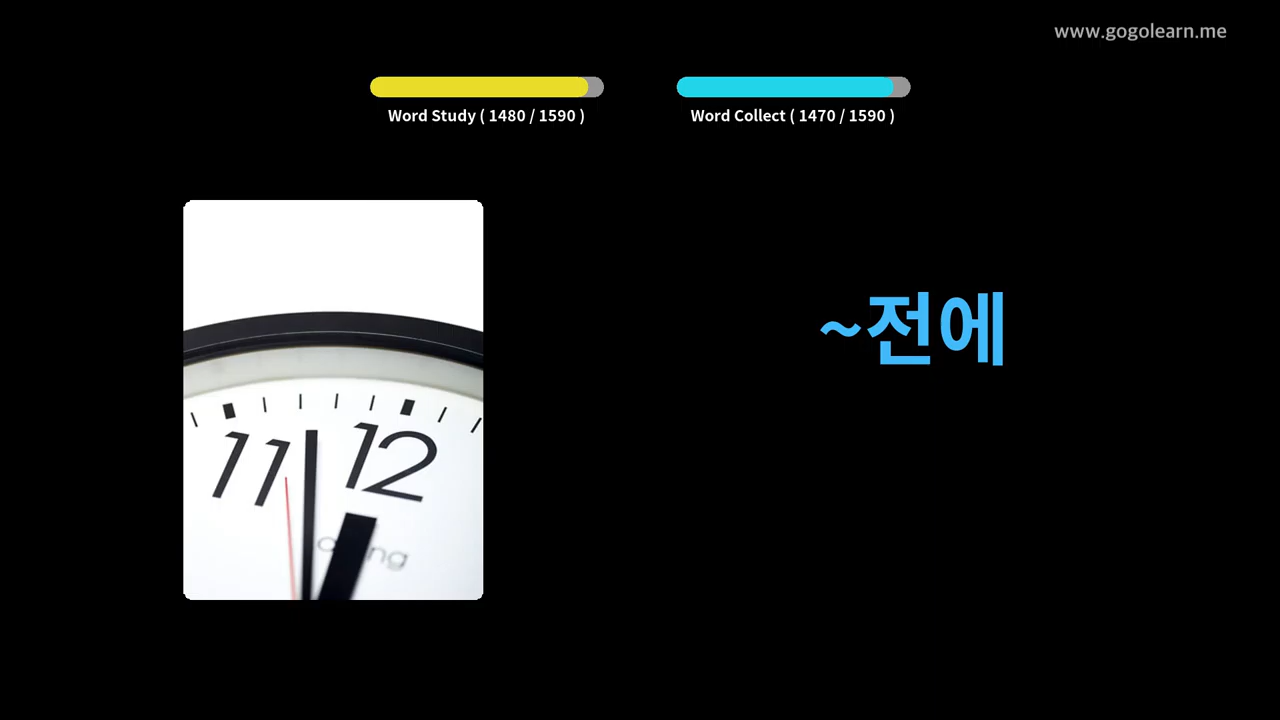 www.gogolearn.me
Word Study ( 1480 / 1590 )
Word Collect ( 1470 / 1590 )
~전에
11
12